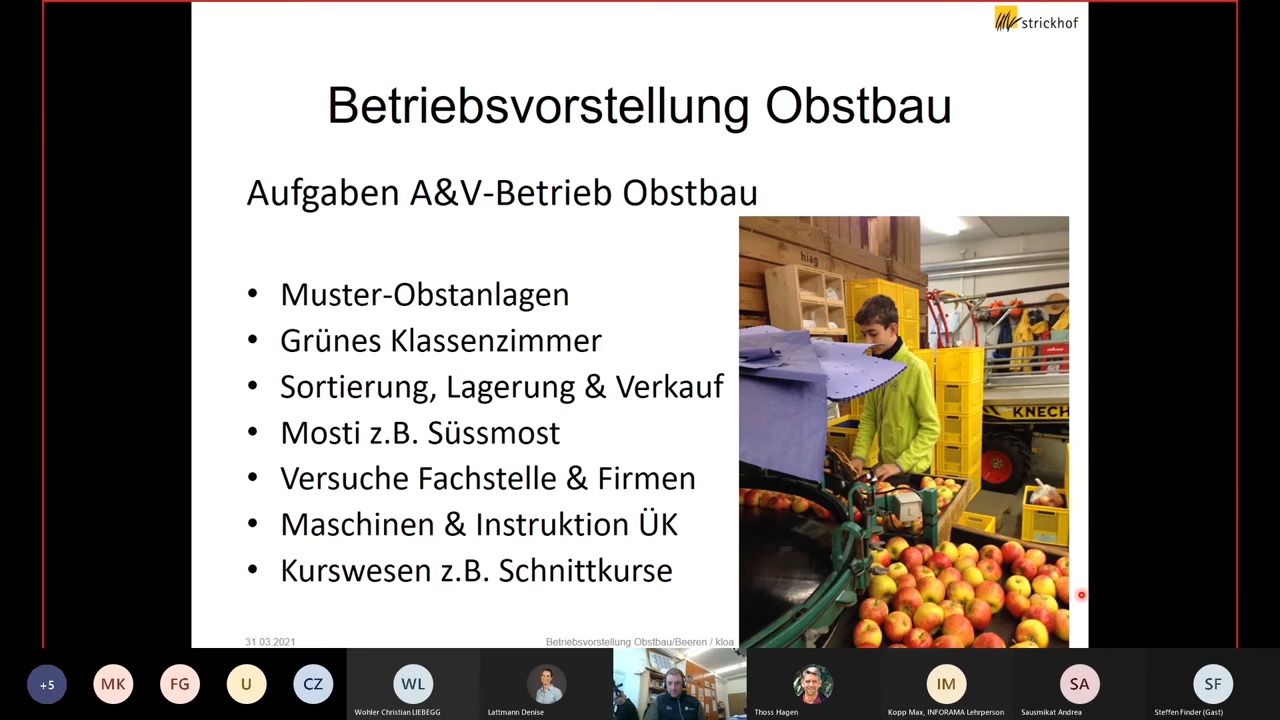 strickhof
Betriebsvorstellung Obstbau
Aufgaben A&V-Betrieb Obstbau
• Muster-Obstanlagen
• Grünes Klassenzimmer
• Sortierung, Lagerung & Verkauf
• Mosti z.B. Süssmost
• Versuche Fachstelle & Firmen
• Maschinen & Instruktion ÜK
• Kurswesen z.B. Schnittkurse
hiag
KNECH
31.03.2021
Betriebsvorstellung Obstbau/Beeren / kloa
+5
MK
FG
U
CZ
WL
IM
SA
SF
Wohler Christian LIEBEGG
Lattmann Denise
Thoss Hagen
Kopp Max, INFORAMA Lehrperson
Sausmikat Andrea
Steffen Finder (Gast)